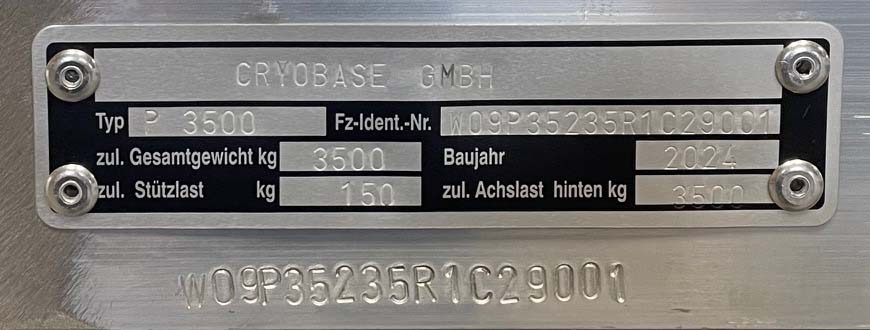 CRYOBASE GMBH
Typ P 3500 Fz-Ident.-Nr. W09P35235R1C29001
zul. Gesamtgewicht kg 3500 Baujahr 2024
zul. Stützlast kg 150 zul. Achslast hinten kg 3500
W09P35235R1C29001